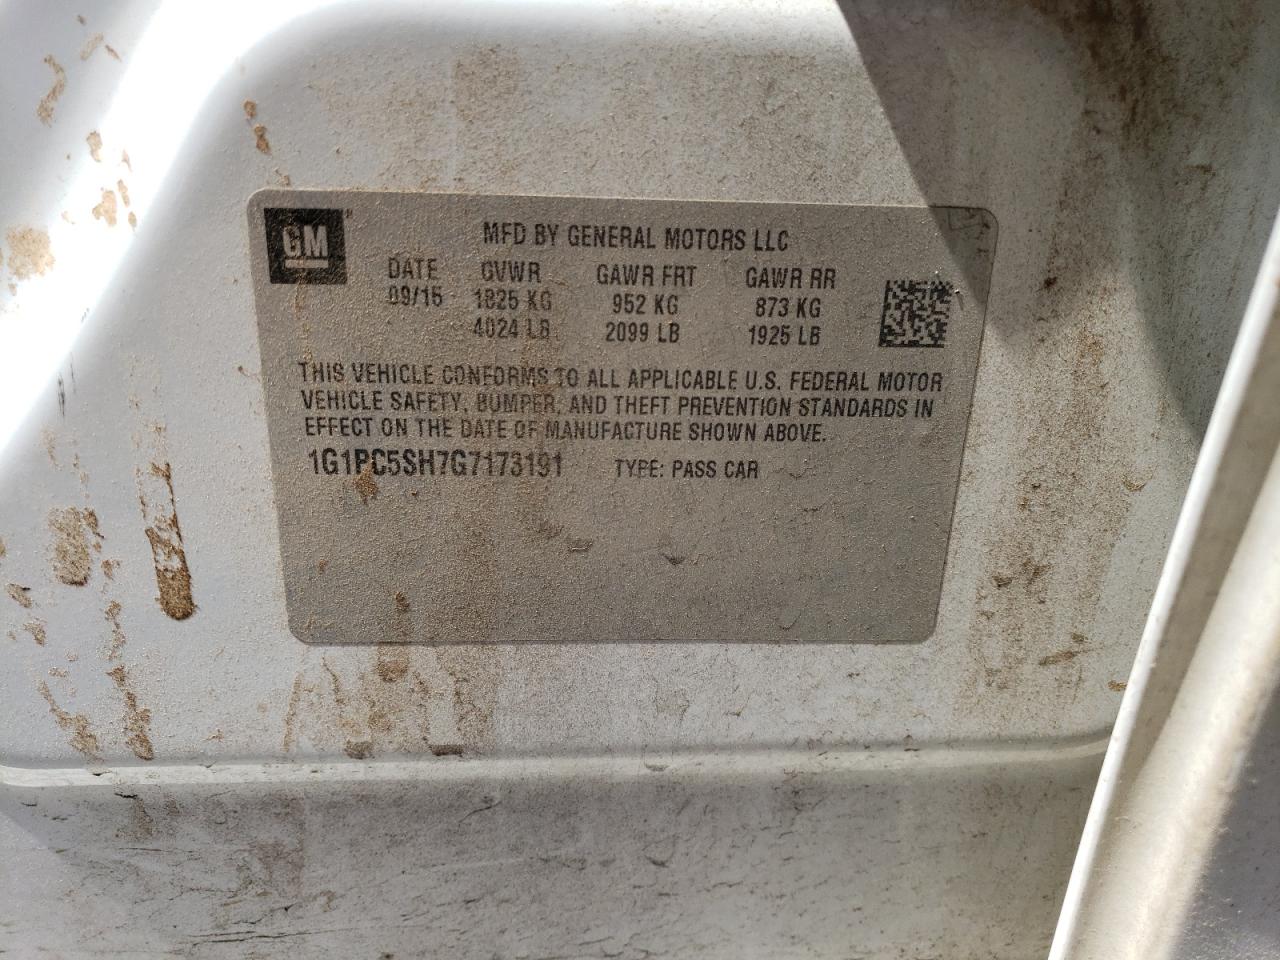 GM
MFD BY GENERAL MOTORS LLC
DATE GVWR GAWR FRT GAWR RR
09/15 1825 KG 952 KG 873 KG
4024 LB 2099 LB 1925 LB
THIS VEHICLE CONFORMS TO ALL APPLICABLE U.S. FEDERAL MOTOR
VEHICLE SAFETY, BUMPER, AND THEFT PREVENTION STANDARDS IN
EFFECT ON THE DATE OF MANUFACTURE SHOWN ABOVE.
1G1PC5SH7G7173191 TYPE: PASS CAR